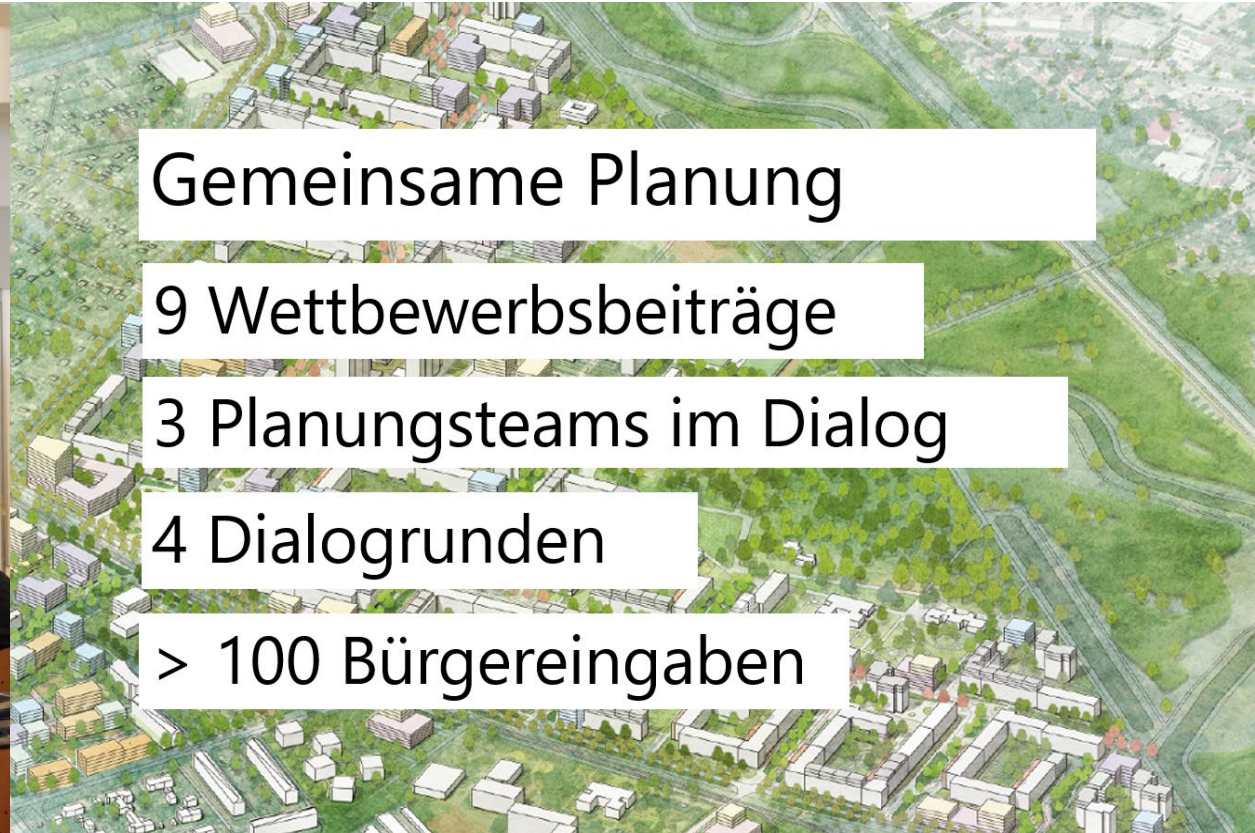 Gemeinsame Planung
9 Wettbewerbsbeiträge
3 Planungsteams im Dialog
4 Dialogrunden
> 100 Bürgereingaben